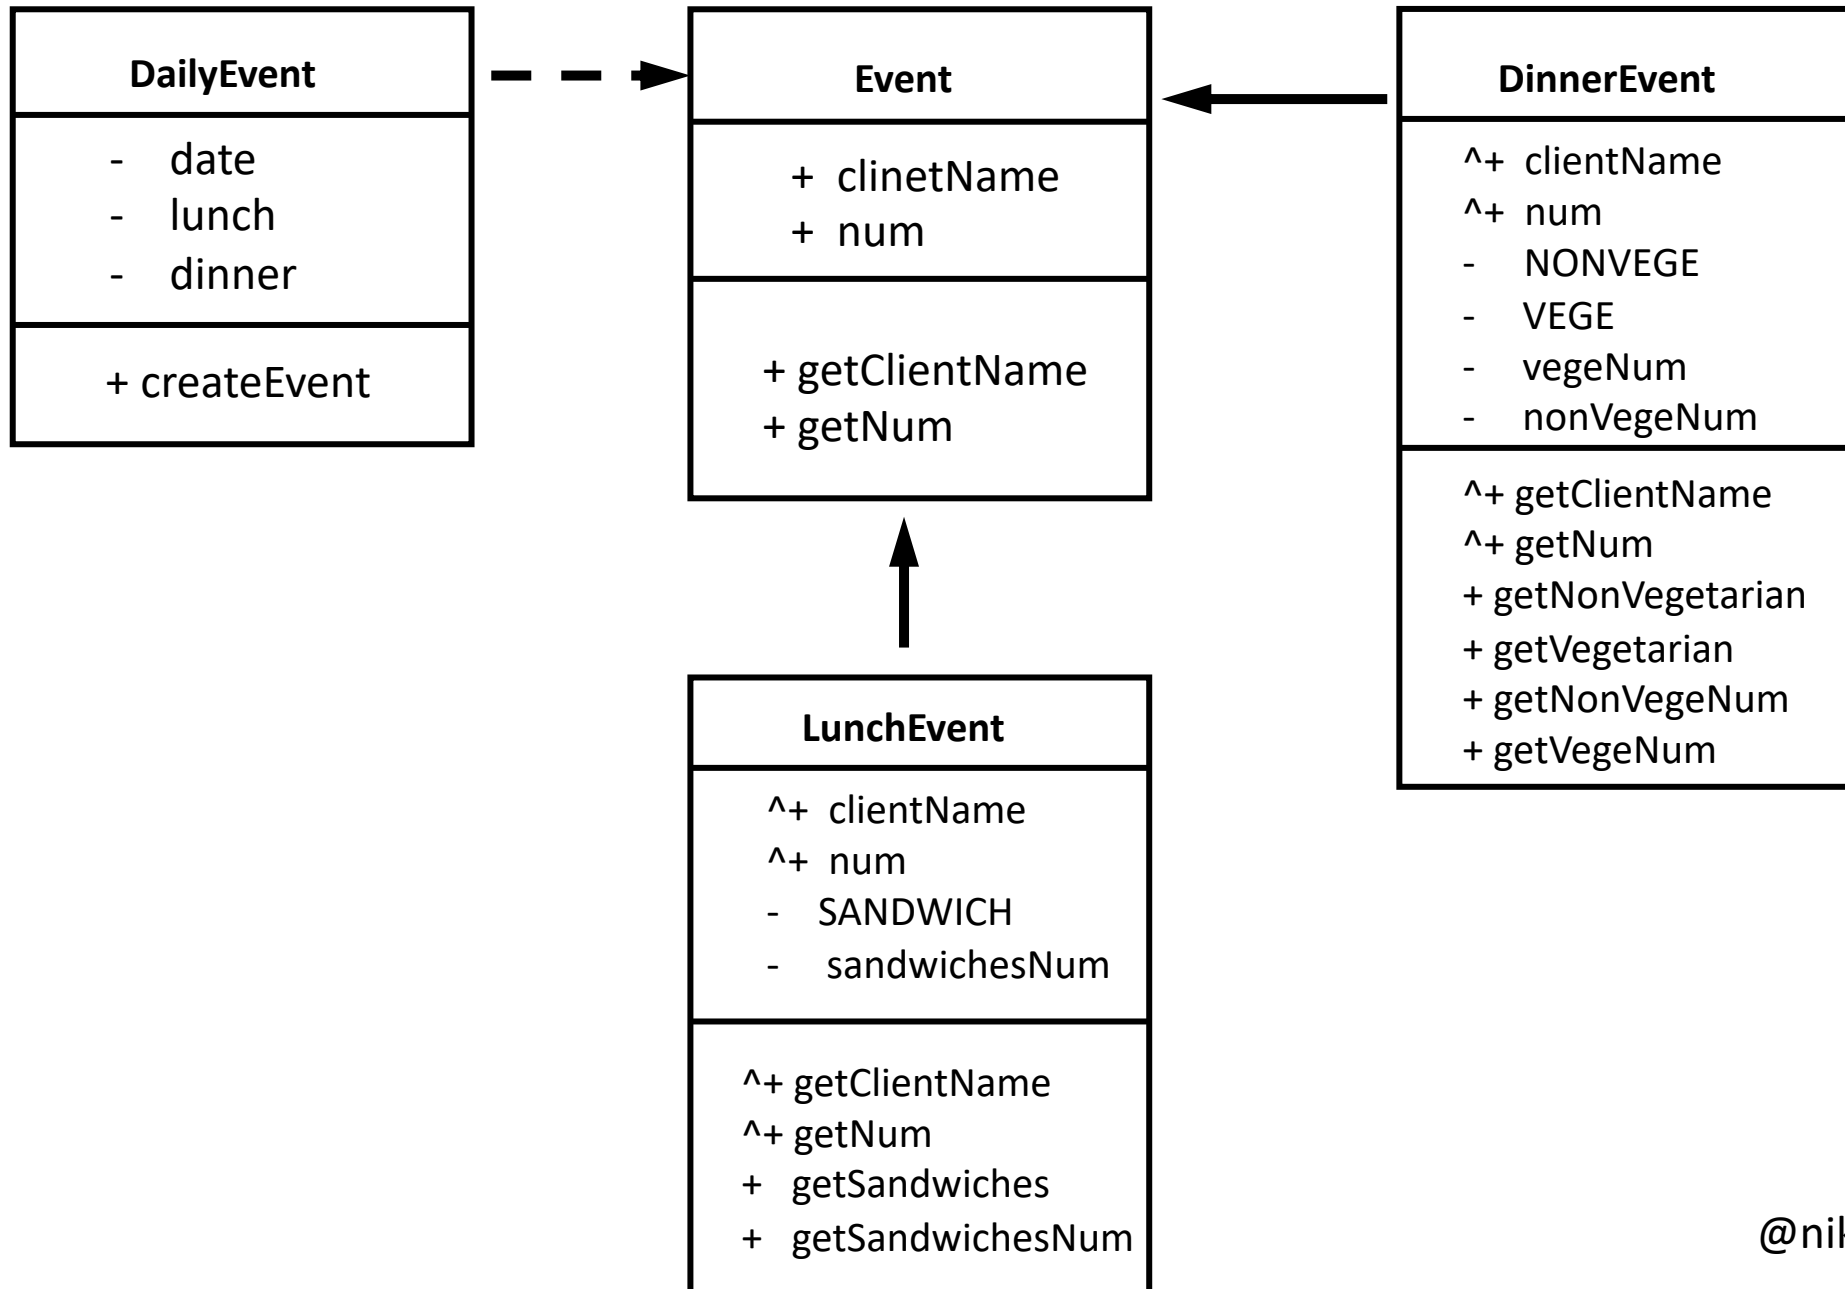 DailyEvent
- date
- lunch
- dinner
+ createEvent
Event
+ clinetName
+ num
+ getClientName
+ getNum
DinnerEvent
^+ clientName
^+ num
- NONVEGE
- VEGE
- vegeNum
- nonVegeNum
^+ getClientName
^+ getNum
+ getNonVegetarian
+ getVegetarian
+ getNonVegeNum
+ getVegeNum
LunchEvent
^+ clientName
^+ num
- SANDWICH
- sandwichesNum
^+ getClientName
^+ getNum
+ getSandwiches
+ getSandwichesNum